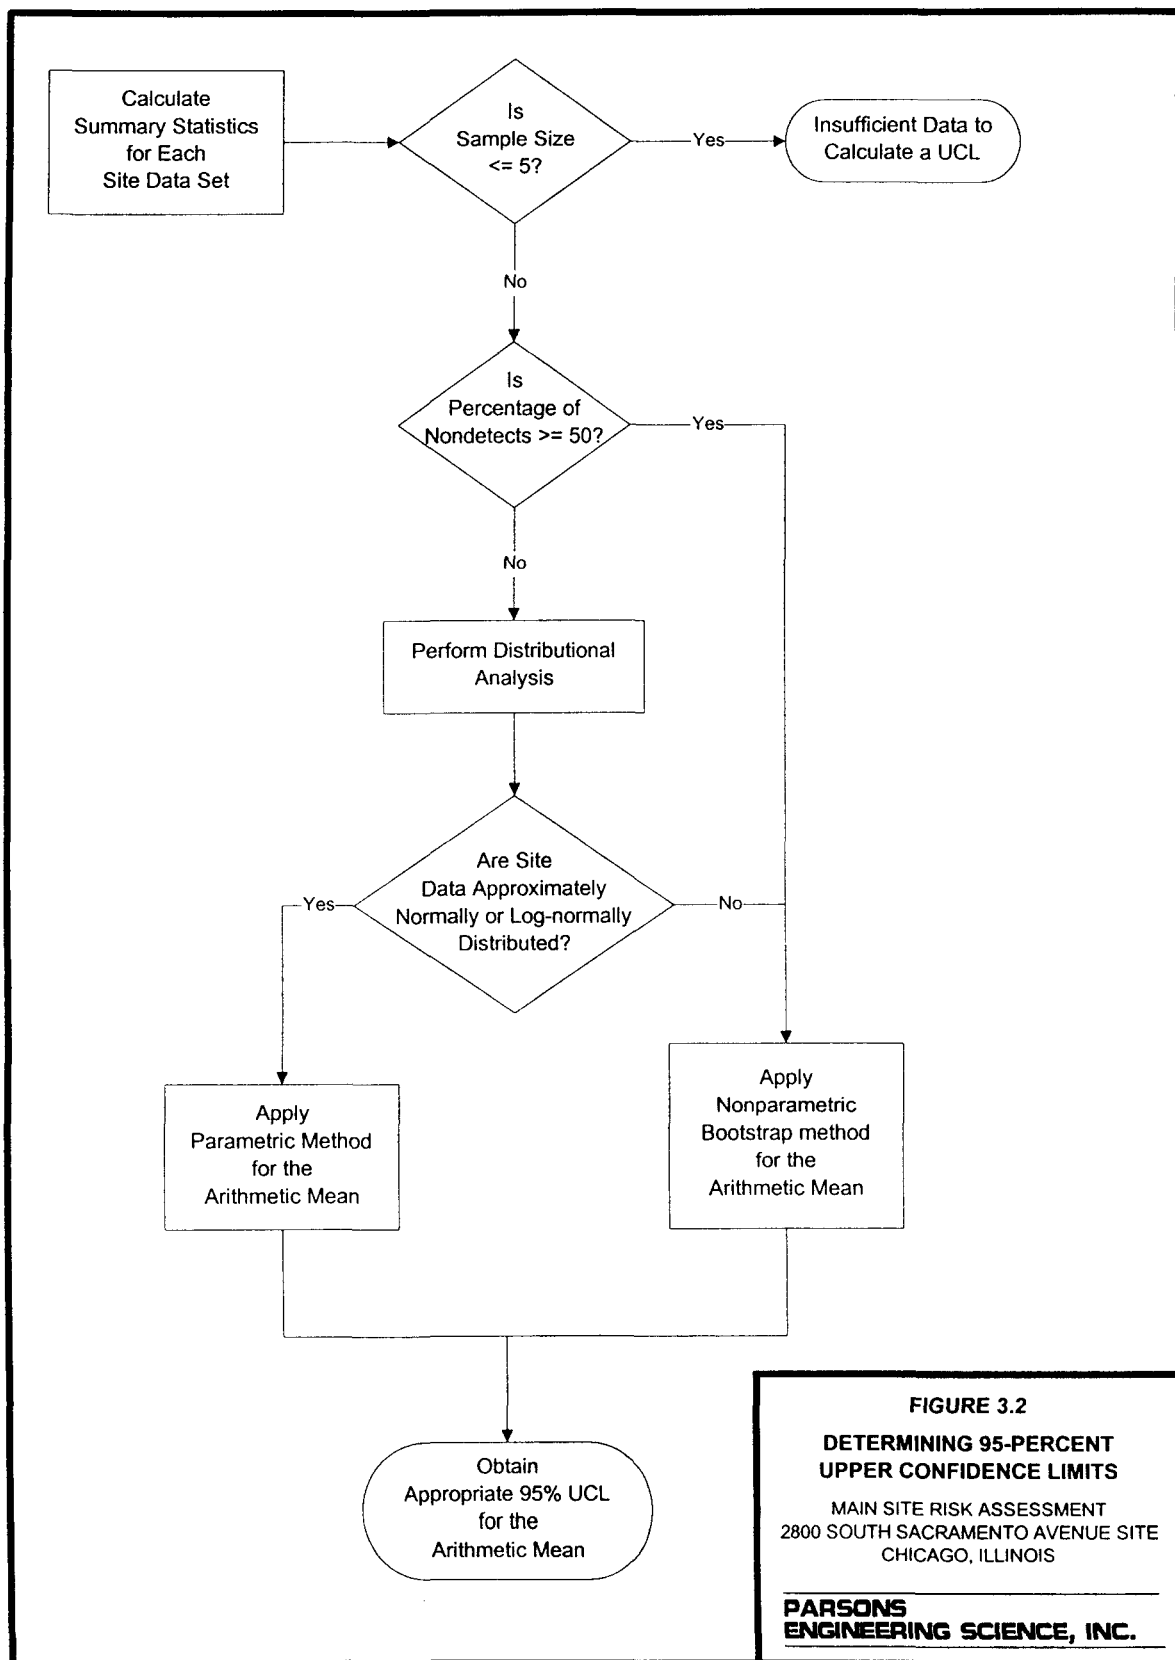 Calculate
Summary Statistics
for Each
Site Data Set
Is
Sample Size
<= 5?
Yes
Insufficient Data to
Calculate a UCL
No
Is
Percentage of
Nondetects >= 50?
Yes
No
Perform Distributional
Analysis
Are Site
Data Approximately
Normally or Log-normally
Distributed?
Yes
No
Apply
Parametric Method
for the
Arithmetic Mean
Apply
Nonparametric
Bootstrap method
for the
Arithmetic Mean
Obtain
Appropriate 95% UCL
for the
Arithmetic Mean
FIGURE 3.2
DETERMINING 95-PERCENT
UPPER CONFIDENCE LIMITS
MAIN SITE RISK ASSESSMENT
2800 SOUTH SACRAMENTO AVENUE SITE
CHICAGO, ILLINOIS
PARSONS
ENGINEERING SCIENCE, INC.